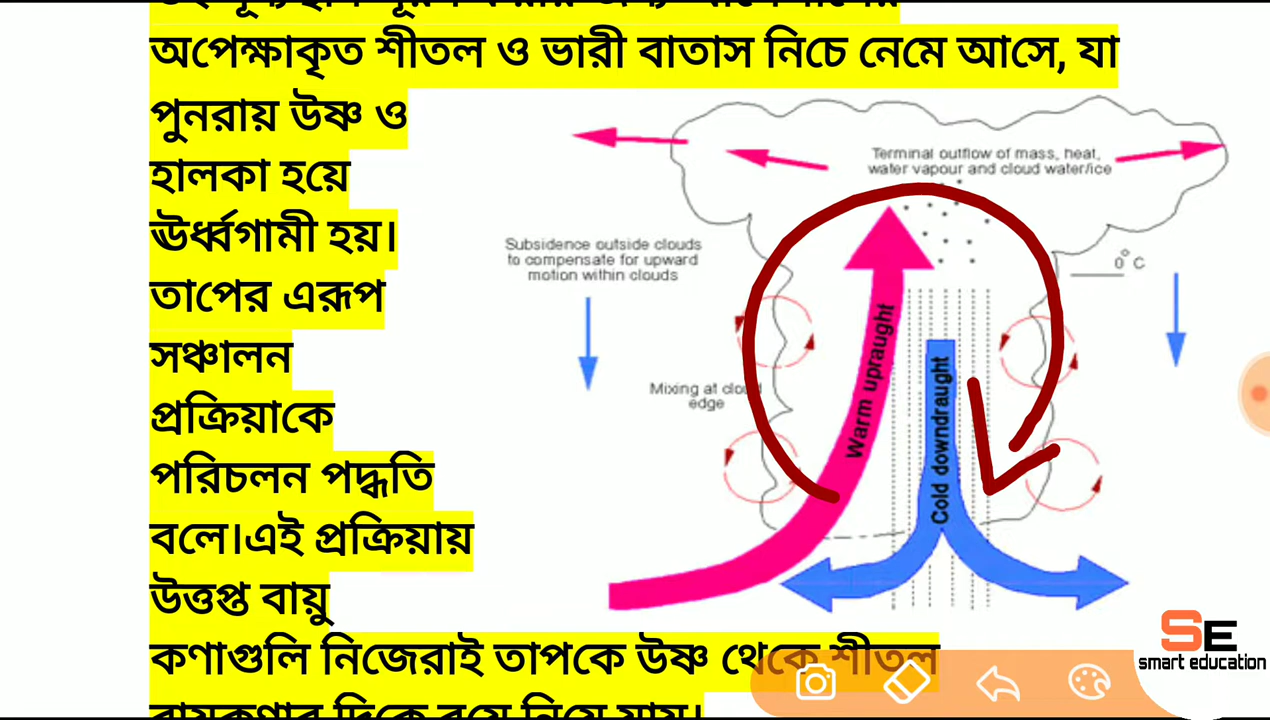 অপেক্ষাকৃত শীতল ও ভারী বাতাস নিচে নেমে আসে, যা
পুনরায় উষ্ণ ও
হালকা হয়ে
ঊর্ধ্বগামী হয়।
তাপের এরূপ
সঞ্চালন
প্রক্রিয়াকে
পরিচলন পদ্ধতি
বলে।এই প্রক্রিয়ায়
উত্তপ্ত বায়ু
কণাগুলি নিজেরাই তাপকে উষ্ণ থেকে শীতল
Terminal outflow of mass, heat,
water vapour and cloud water/ice
Subsidence outside clouds
to compensate for upward
motion within clouds
0°C
Mixing at cloud
edge
Warm upraught
Cold downdraught
SE
smart education